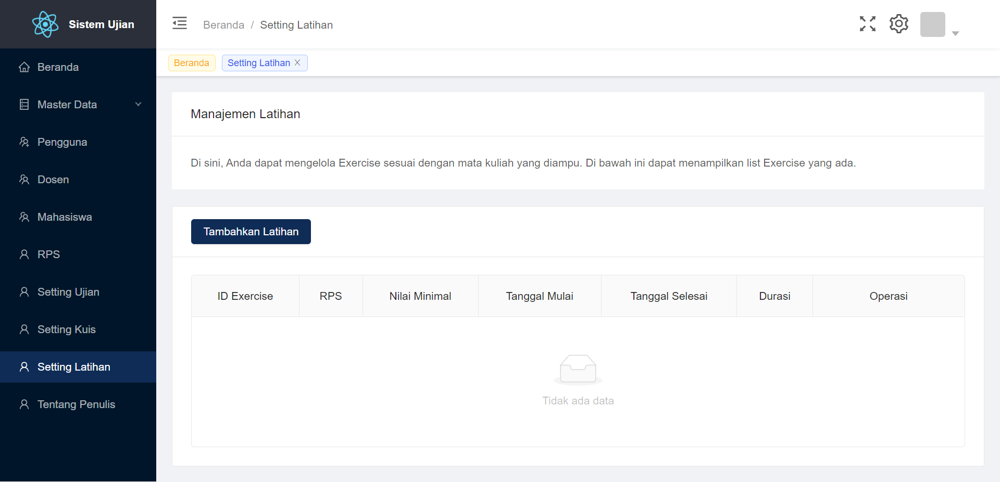 Sistem Ujian
Beranda / Setting Latihan
Beranda
Setting Latihan
Beranda
Master Data
Pengguna
Dosen
Mahasiswa
RPS
Setting Ujian
Setting Kuis
Setting Latihan
Tentang Penulis
Manajemen Latihan
Di sini, Anda dapat mengelola Exercise sesuai dengan mata kuliah yang diampu. Di bawah ini dapat menampilkan list Exercise yang ada.
Tambahkan Latihan
ID Exercise RPS Nilai Minimal Tanggal Mulai Tanggal Selesai Durasi Operasi
Tidak ada data